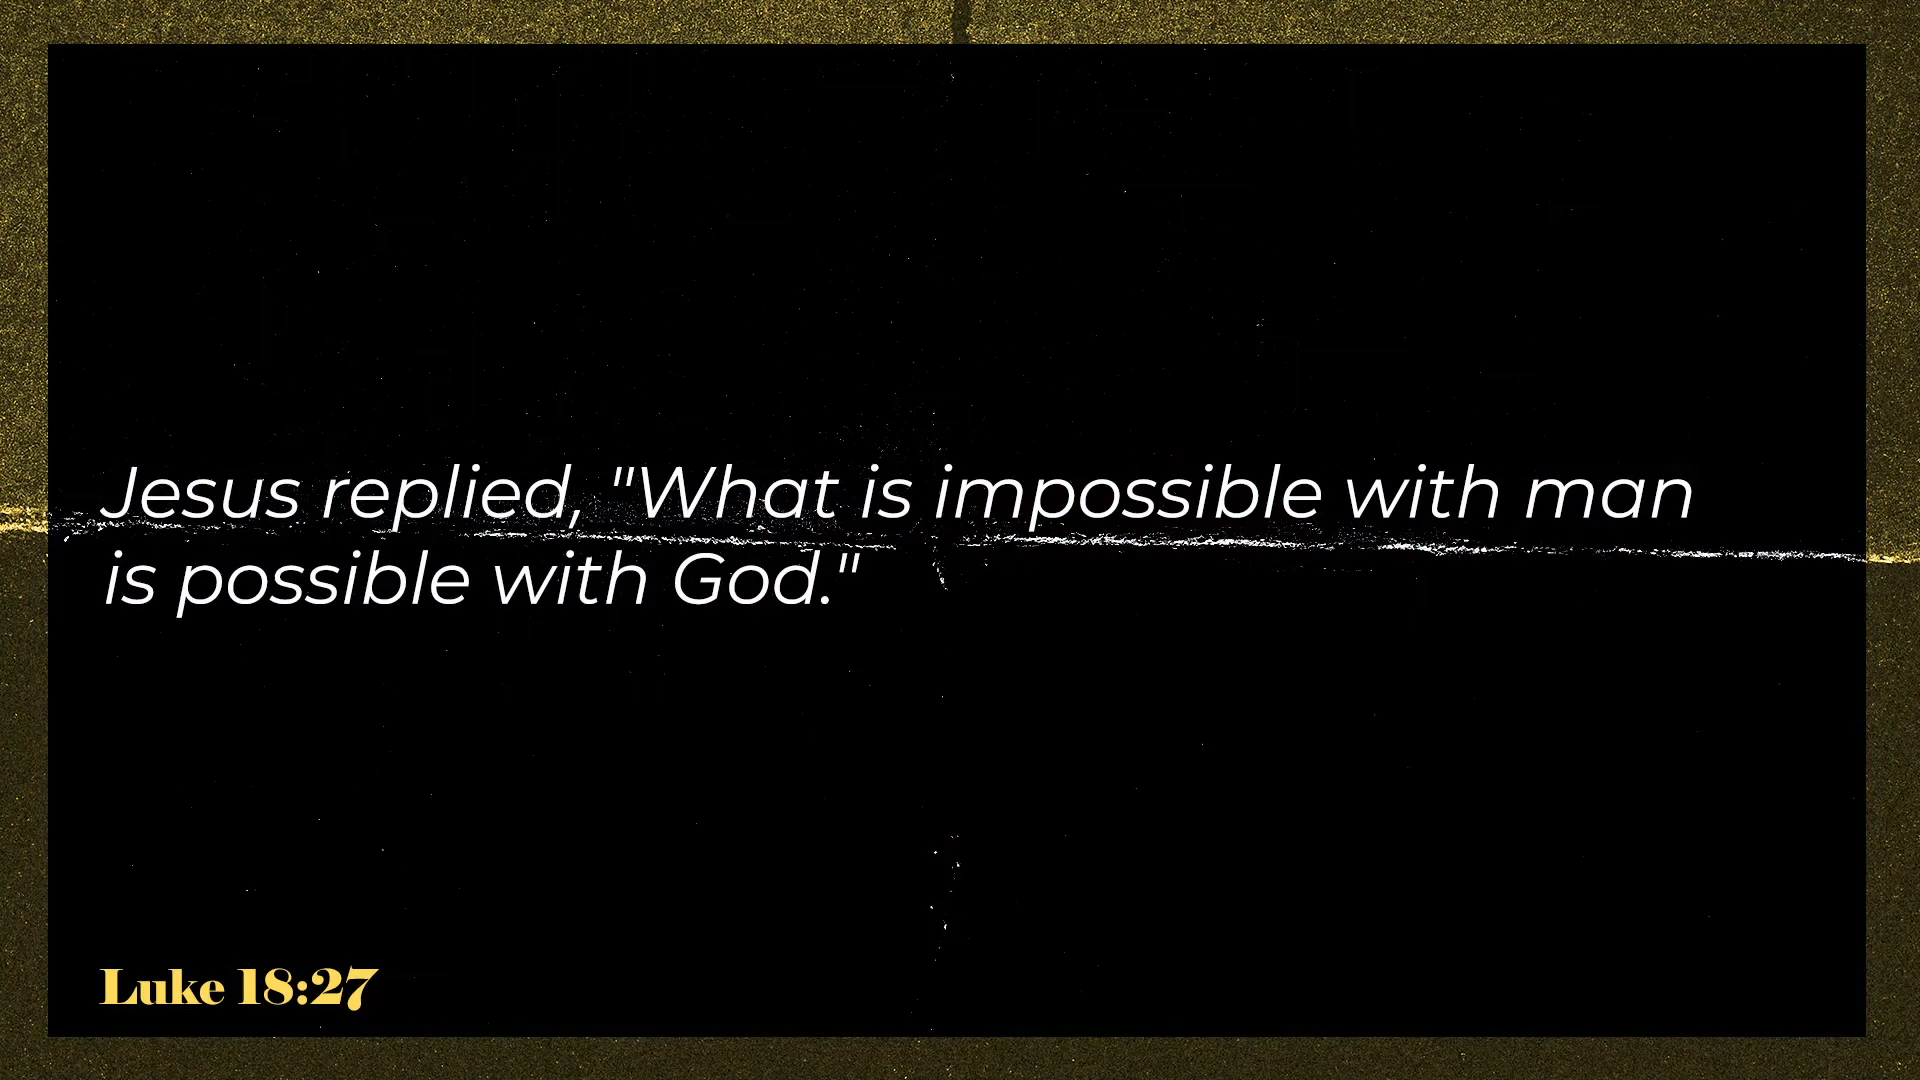 Jesus replied, "What is impossible with man
is possible with God."
Luke 18:27